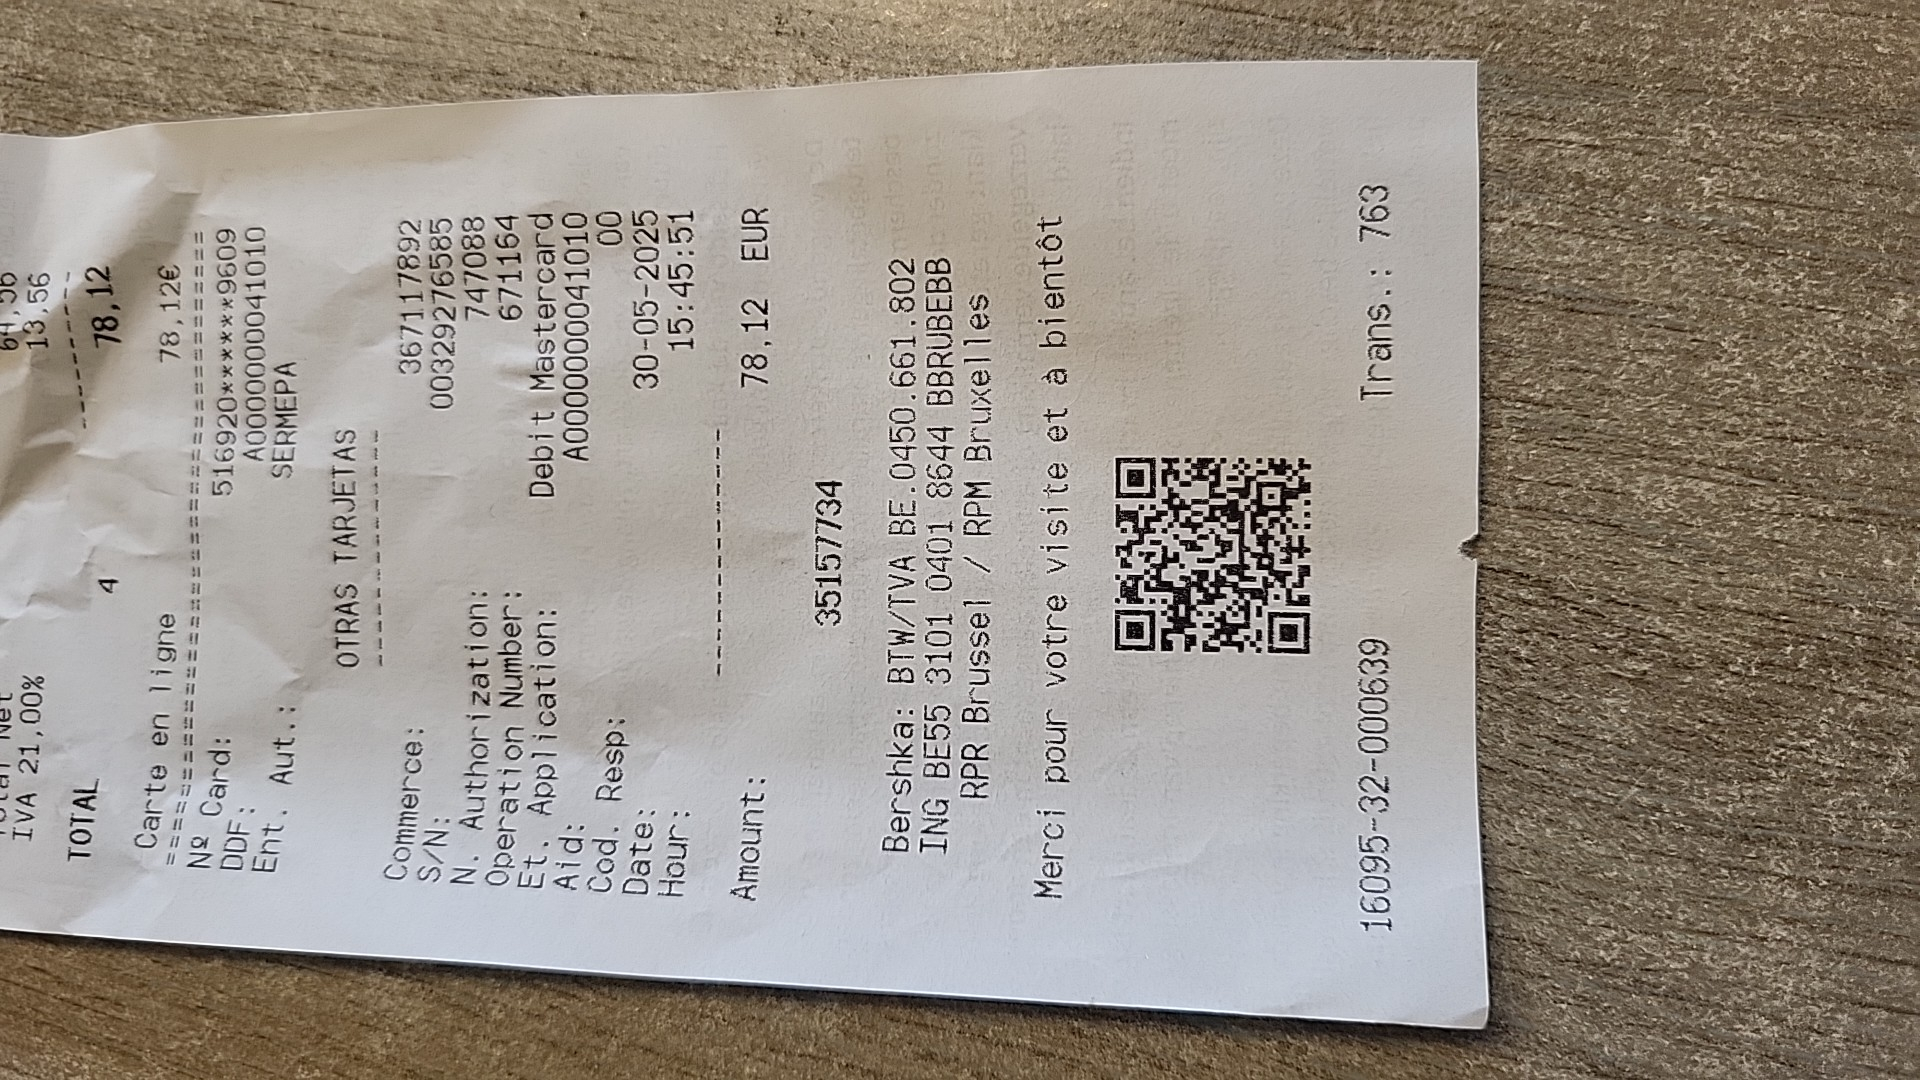 IVA 21,00% 13,56
TOTAL 4 78,12
Carte en ligne 78,12€
================================
Nº Card: 516920******9609
DDF: A0000000041010
Ent. Aut.: SERMEPA
OTRAS TARJETAS
----------------
Commerce: 3671117892
S/N: 00329276585
N. Authorization: 747088
Operation Number: 671164
Et. Application: Debit Mastercard
Aid: A0000000041010
Cod. Resp: 00
Date: 30-05-2025
Hour: 15:45:51
----------------
Amount: 78,12 EUR
35157734
Bershka: BTW/TVA BE.0450.661.802
ING BE55 3101 0401 8644 BBRUBEBB
RPR Brussel / RPM Bruxelles
Merci pour votre visite et à bientôt
16095-32-000639 Trans.: 763